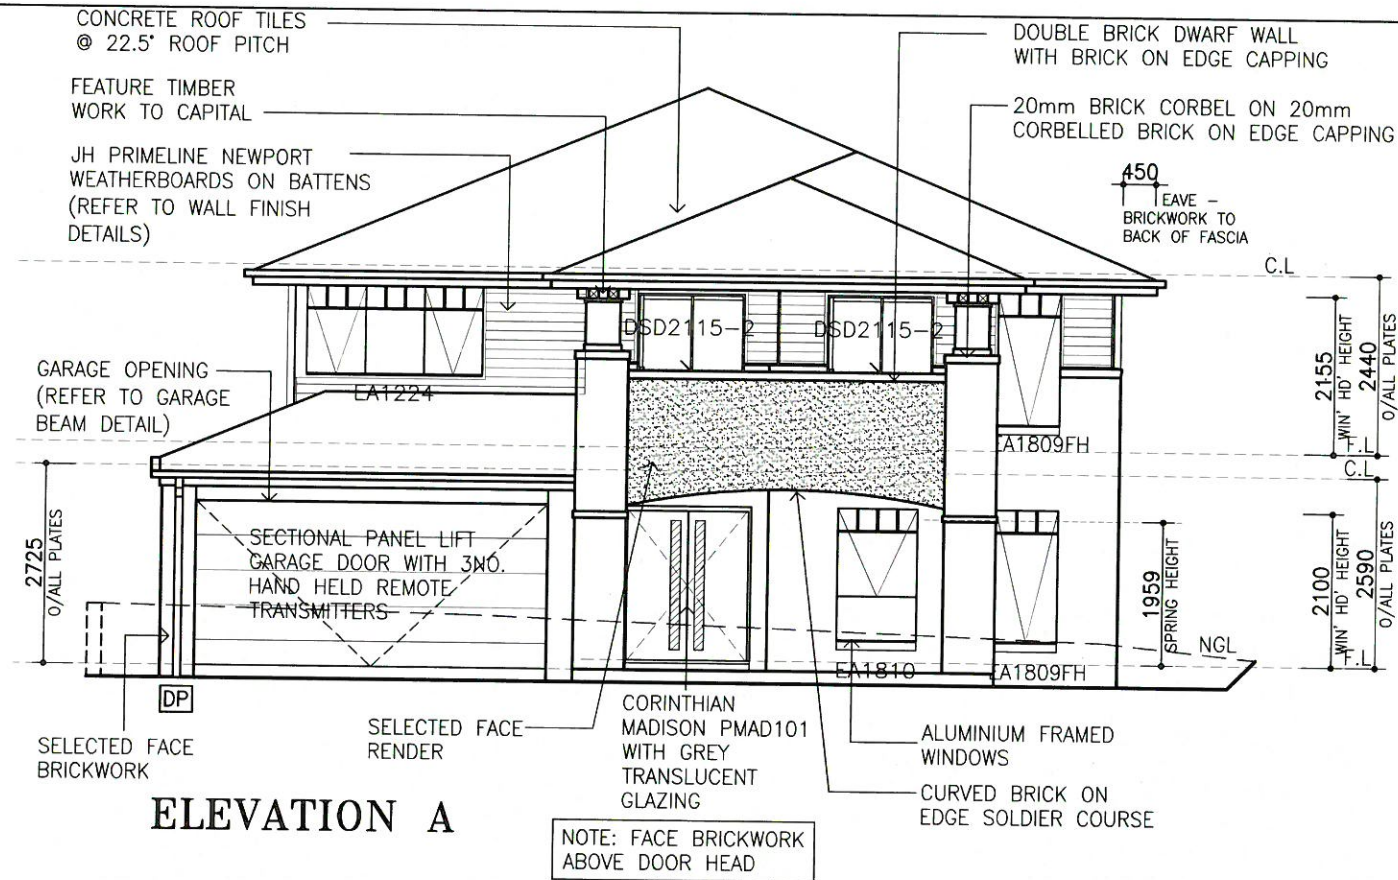 CONCRETE ROOF TILES
@ 22.5° ROOF PITCH
FEATURE TIMBER
WORK TO CAPITAL
JH PRIMELINE NEWPORT
WEATHERBOARDS ON BATTENS
(REFER TO WALL FINISH
DETAILS)
GARAGE OPENING
(REFER TO GARAGE
BEAM DETAIL)
DOUBLE BRICK DWARF WALL
WITH BRICK ON EDGE CAPPING
20mm BRICK CORBEL ON 20mm
CORBELLED BRICK ON EDGE CAPPING
450
EAVE -
BRICKWORK TO
BACK OF FASCIA
C.L
DSD2115-2
DSD2115-2
EA1224
EA1809FH
2155
WIN' HD' HEIGHT
2440
O/ALL PLATES
F.L
C.L
2725
O/ALL PLATES
SECTIONAL PANEL LIFT
GARAGE DOOR WITH 3NO.
HAND HELD REMOTE
TRANSMITTERS
1959
SPRING HEIGHT
2100
WIN' HD' HEIGHT
2590
O/ALL PLATES
NGL
F.L
EA1810
EA1809FH
DP
SELECTED FACE
BRICKWORK
SELECTED FACE
RENDER
CORINTHIAN
MADISON PMAD101
WITH GREY
TRANSLUCENT
GLAZING
ALUMINIUM FRAMED
WINDOWS
CURVED BRICK ON
EDGE SOLDIER COURSE
ELEVATION A
NOTE: FACE BRICKWORK
ABOVE DOOR HEAD